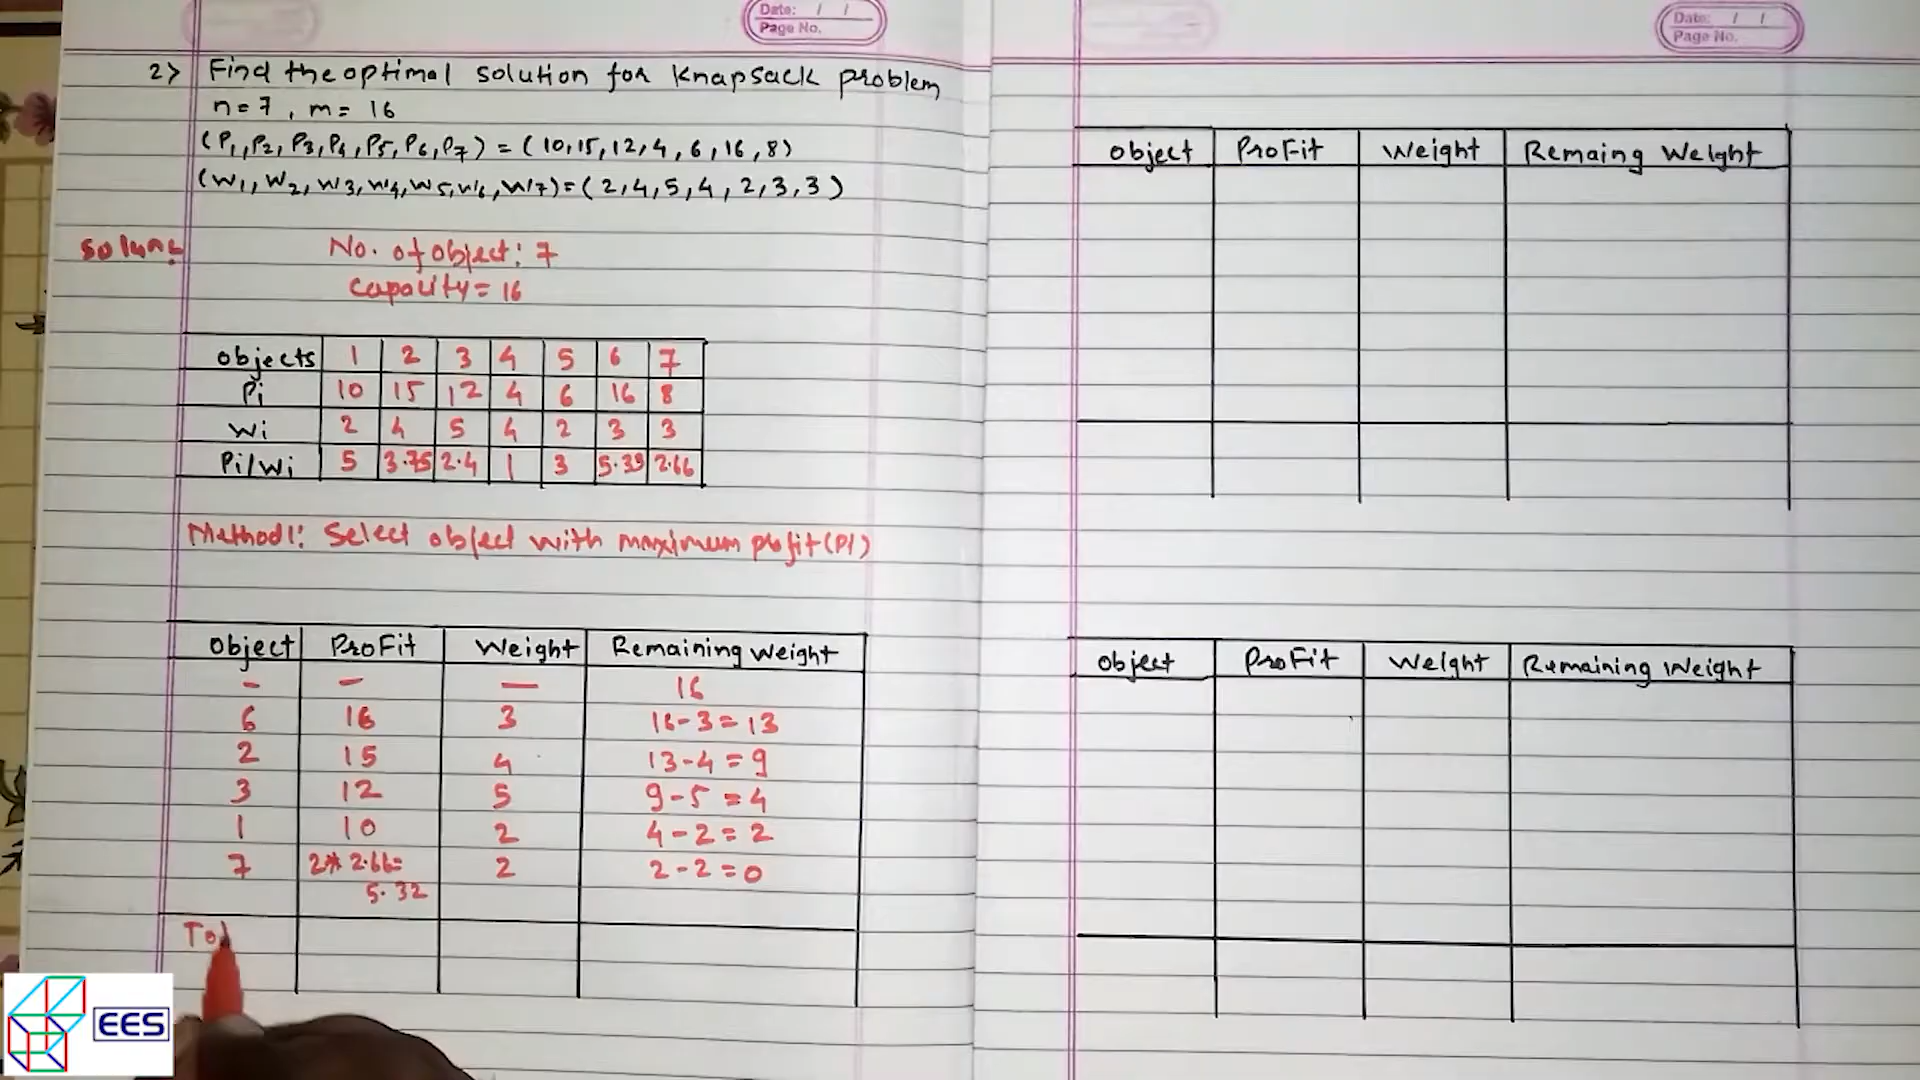 Date: / /
Page No.
2> Find the optimal solution for knapsack problem
n=7, m=16
(P1,P2,P3,P4,P5,P6,P7) = (10,15,12,4,6,16,8)
(W1,W2,W3,W4,W5,W6,W7)=(2,4,5,4,2,3,3)
No. of object: 7
capacity = 16
objects 1 2 3 4 5 6 7
Pi 10 15 12 4 6 16 8
Wi 2 4 5 4 2 3 3
Pi/Wi 5 3.75 2.4 1 3 5.33 2.66
Method1: Select object with maximum profit(Pi)
Object ProFit Weight Remaining weight
- - - 16
6 16 3 16-3=13
2 15 4 13-4=9
3 12 5 9-5=4
1 10 2 4-2=2
7 2*2.66= 2 2-2=0
5.32
To
EES
Date: / /
Page No.
object ProFit Weight Remaing Weight
object ProFit Weight Remaining Weight